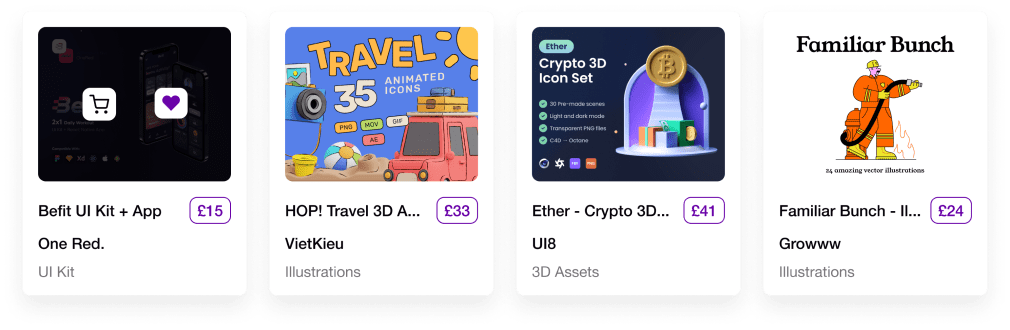 Befit UI Kit + App
£15
One Red.
UI Kit
TRAVEL
35
ANIMATED
ICONS
PNG
MOV
GIF
AE
HOP! Travel 3D A...
£33
VietKieu
Illustrations
Ether
Crypto 3D
Icon Set
30 Pre-made scenes
Light and dark mode
Transparent PNG files
C4D → Octane
Ether - Crypto 3D...
£41
UI8
3D Assets
Familiar Bunch
24 amazing vector illustrations
Familiar Bunch - Il...
£24
Growww
Illustrations